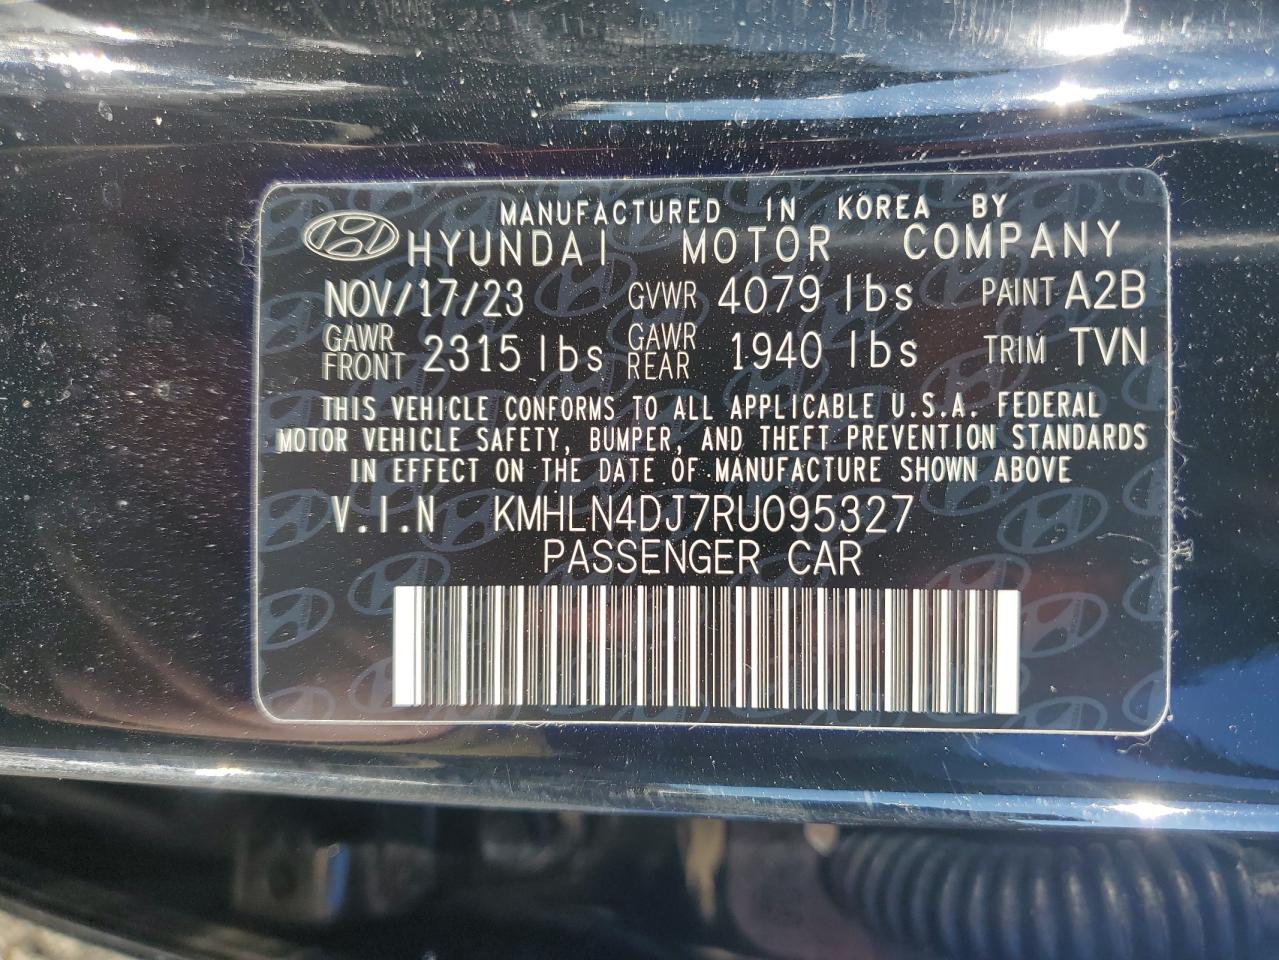 MANUFACTURED IN KOREA BY
HYUNDAI MOTOR COMPANY
NOV/17/23 GVWR 4079 lbs PAINT A2B
GAWR FRONT 2315 lbs GAWR REAR 1940 lbs TRIM TVN
THIS VEHICLE CONFORMS TO ALL APPLICABLE U.S.A. FEDERAL
MOTOR VEHICLE SAFETY, BUMPER, AND THEFT PREVENTION STANDARDS
IN EFFECT ON THE DATE OF MANUFACTURE SHOWN ABOVE
V.I.N KMHLN4DJ7RU095327
PASSENGER CAR